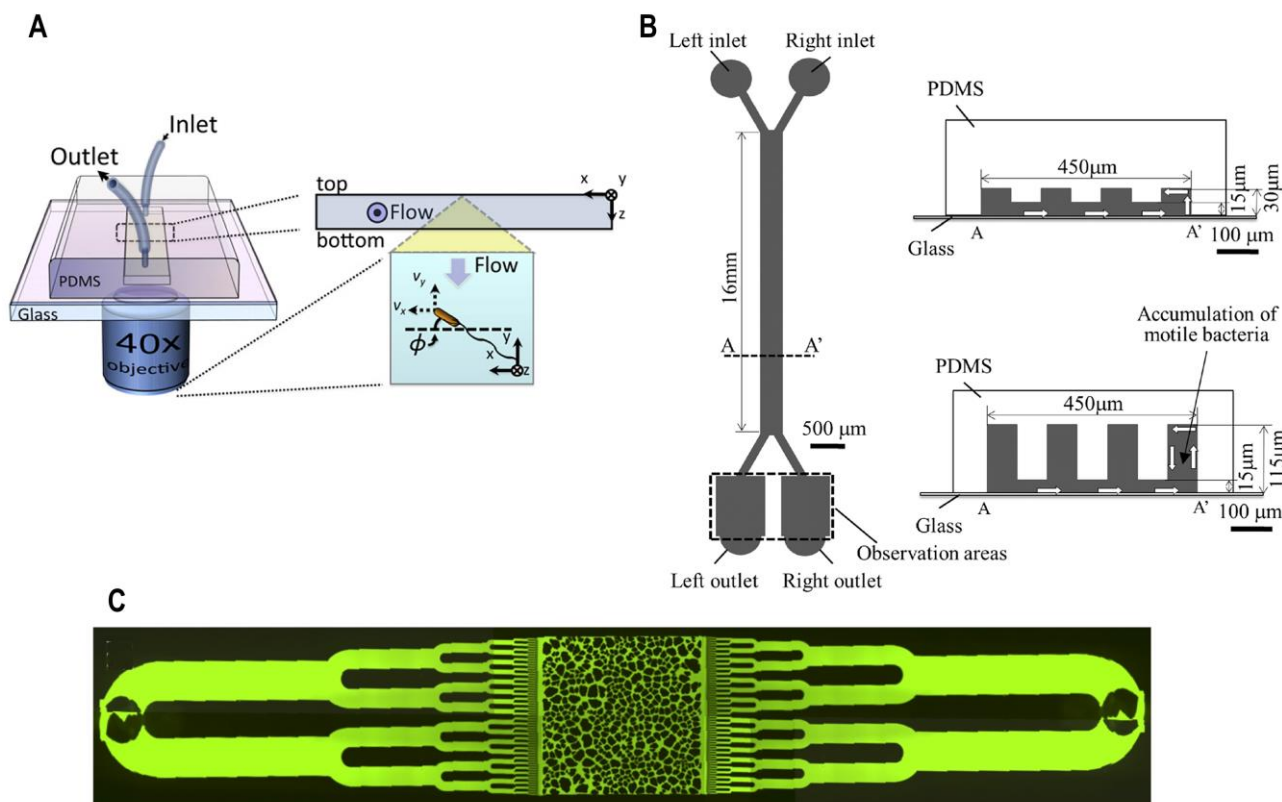 A
Inlet
Outlet
PDMS
Glass
40x
objective
top
bottom
Flow
x
y
z
Flow
vy
vx
ϕ
y
x
z
B
Left inlet
Right inlet
16mm
A
A'
500 μm
Observation areas
Left outlet
Right outlet
PDMS
450μm
15μm
30μm
Glass
A
A'
100 μm
Accumulation of
motile bacteria
PDMS
450μm
15μm
115μm
Glass
A
A'
100 μm
C